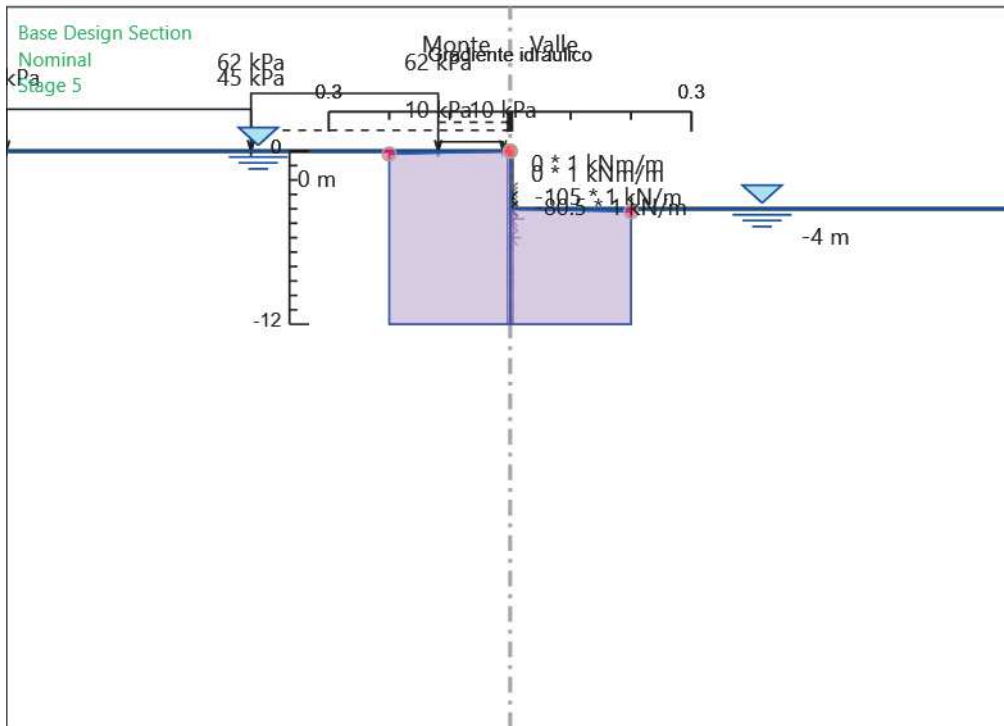 Base Design Section
Nominal
Stage 5
kPa
62 kPa
45 kPa
Monte
Valle
Gradiente idraulico
62 kPa
0.3
0.3
10 kPa
10 kPa
0
0 m
0 * 1 kNm/m
0 * 1 kNm/m
-105 * 1 kN/m
-80.5 * 1 kN/m
-4 m
-12